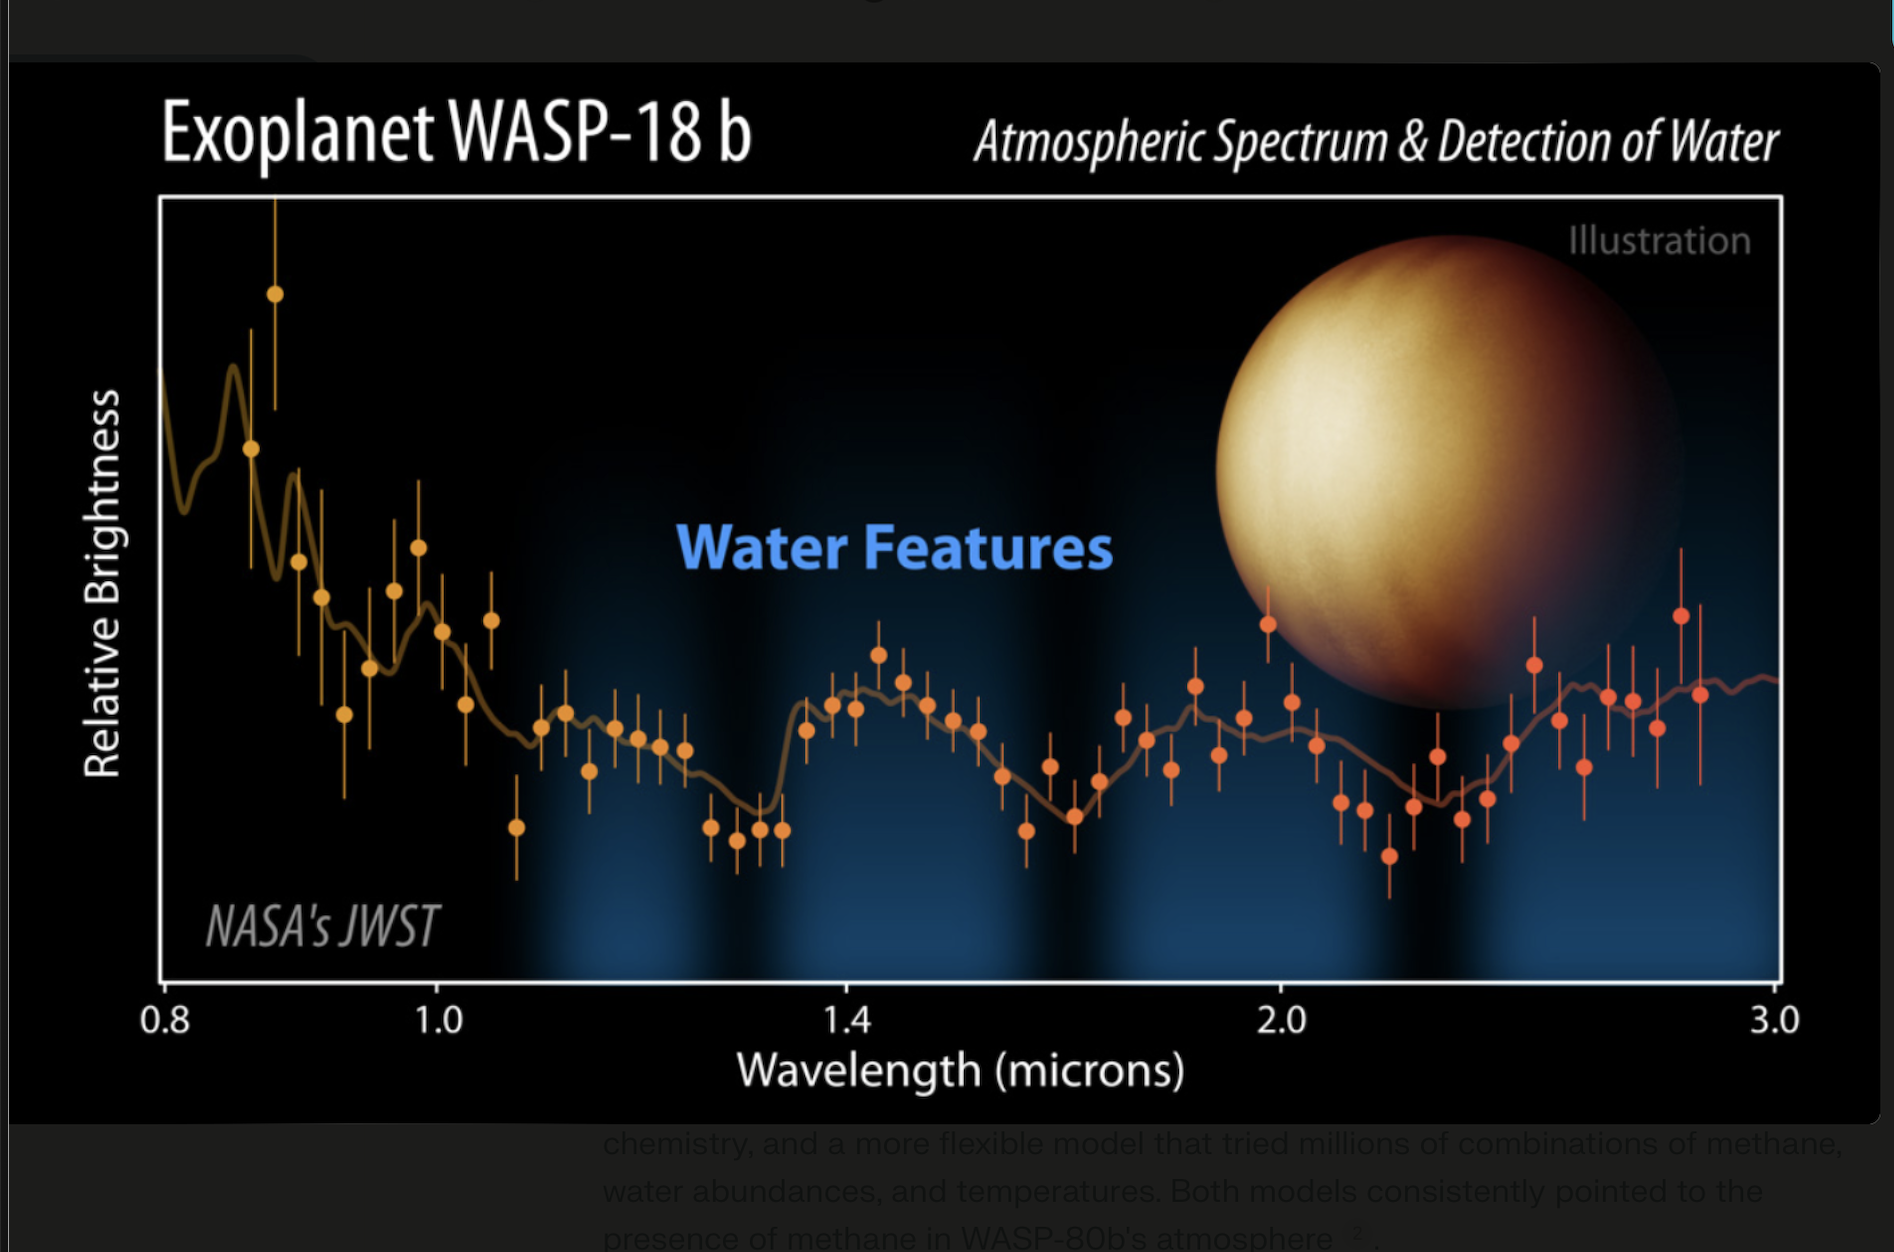 Exoplanet WASP-18 b
Atmospheric Spectrum & Detection of Water
Illustration
Relative Brightness
Water Features
NASA's JWST
0.8 1.0 1.4 2.0 3.0
Wavelength (microns)
chemistry, and a more flexible model that tried millions of combinations of methane,
water abundances, and temperatures. Both models consistently pointed to the
presence of methane in WASP-80b's atmosphere 2.